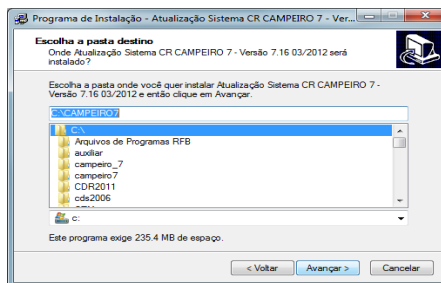 Programa de Instalação - Atualização Sistema CR CAMPEIRO 7 - Ver...
Escolha a pasta destino
Onde Atualização Sistema CR CAMPEIRO 7 - Versão 7.16 03/2012 será
instalado?
Escolha a pasta onde você quer instalar Atualização Sistema CR CAMPEIRO 7 -
Versão 7.16 03/2012 e então clique em Avançar.
C:\CAMPEIRO7
C:\
Arquivos de Programas RFB
auxiliar
campeiro_7
campeiro7
CDR2011
cds2006
c:
Este programa exige 235.4 MB de espaço.
< Voltar Avançar > Cancelar